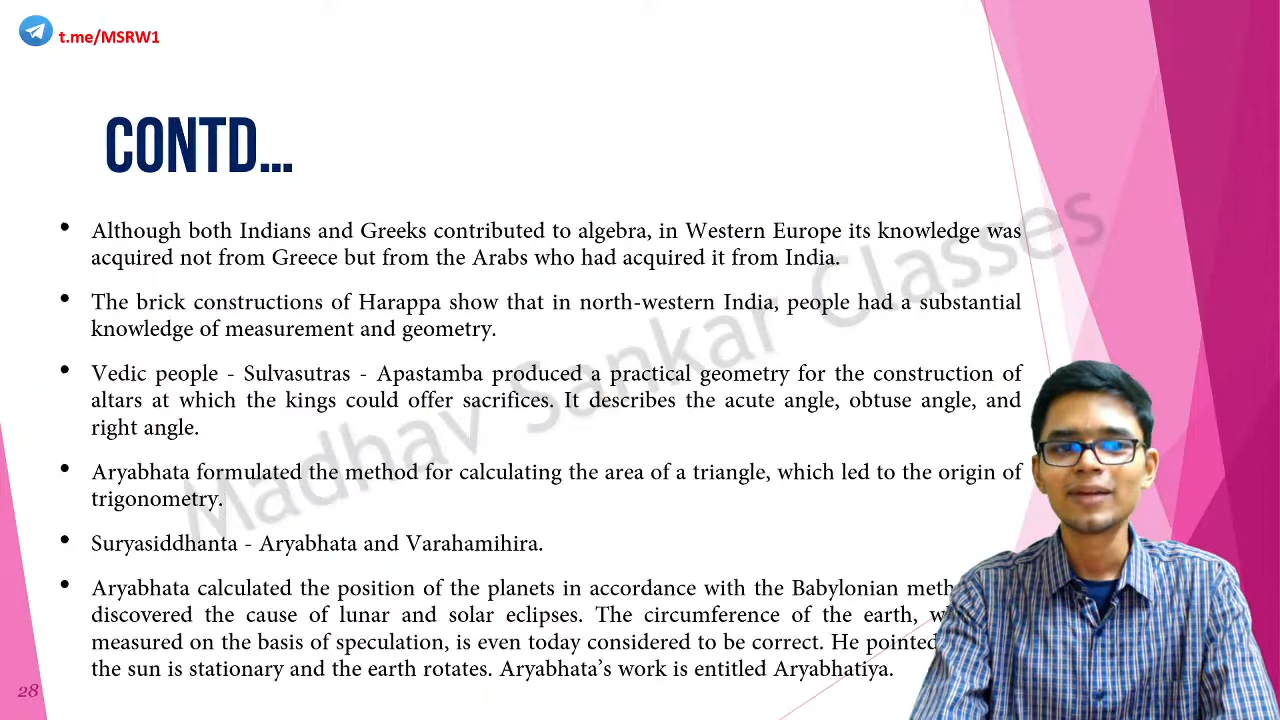 t.me/MSRW1
CONTD...
• Although both Indians and Greeks contributed to algebra, in Western Europe its knowledge was
acquired not from Greece but from the Arabs who had acquired it from India.
• The brick constructions of Harappa show that in north-western India, people had a substantial
knowledge of measurement and geometry.
• Vedic people - Sulvasutras - Apastamba produced a practical geometry for the construction of
altars at which the kings could offer sacrifices. It describes the acute angle, obtuse angle, and
right angle.
• Aryabhata formulated the method for calculating the area of a triangle, which led to the origin of
trigonometry.
• Suryasiddhanta - Aryabhata and Varahamihira.
• Aryabhata calculated the position of the planets in accordance with the Babylonian
discovered the cause of lunar and solar eclipses. The circumference of the earth,
measured on the basis of speculation, is even today considered to be correct. He pointed
the sun is stationary and the earth rotates. Aryabhata's work is entitled Aryabhatiya.
28
Madhav Sankar Classes